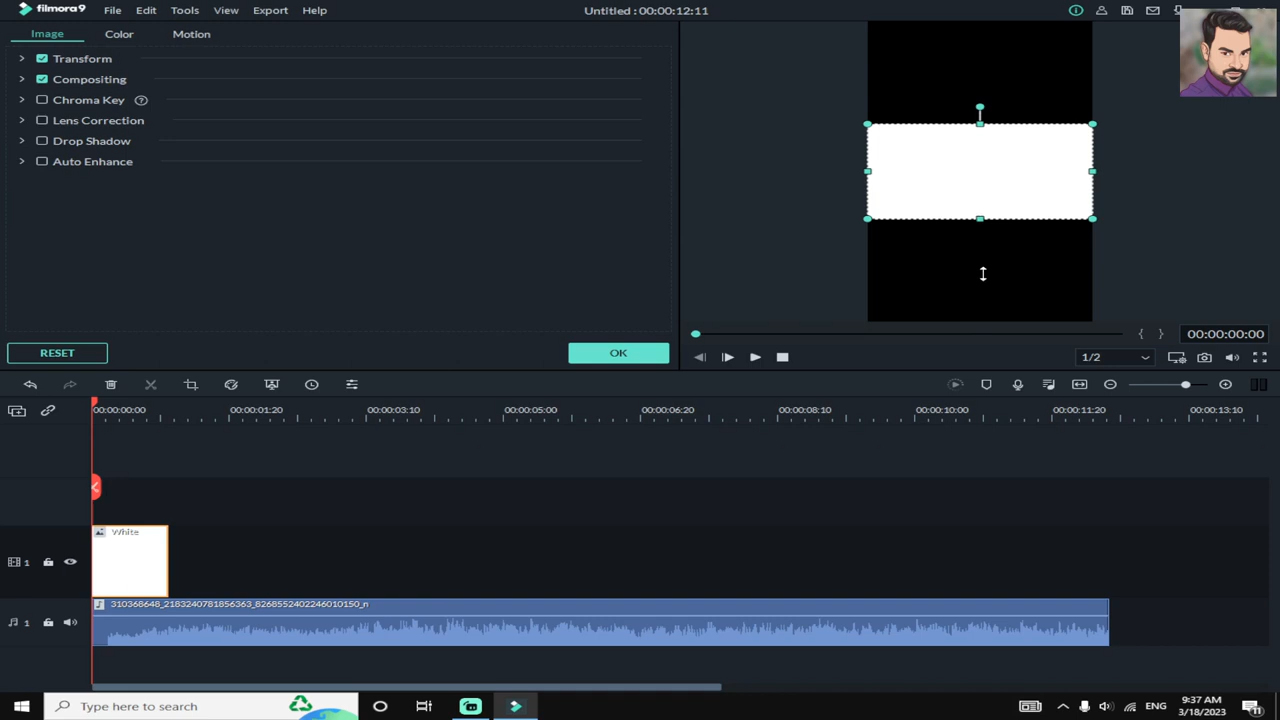 filmora9 File Edit Tools View Export Help Untitled : 00:00:12:11
Image Color Motion
Transform
Compositing
Chroma Key ?
Lens Correction
Drop Shadow
Auto Enhance
RESET OK
{ } 00:00:00:00
1/2
00:00:00:00 00:00:01:20 00:00:03:10 00:00:05:00 00:00:06:20 00:00:08:10 00:00:10:00 00:00:11:20 00:00:13:10
White
1
310368648_2183240781856363_8268552402246010150_n
1
Type here to search
ENG
9:37 AM
3/18/2023
11